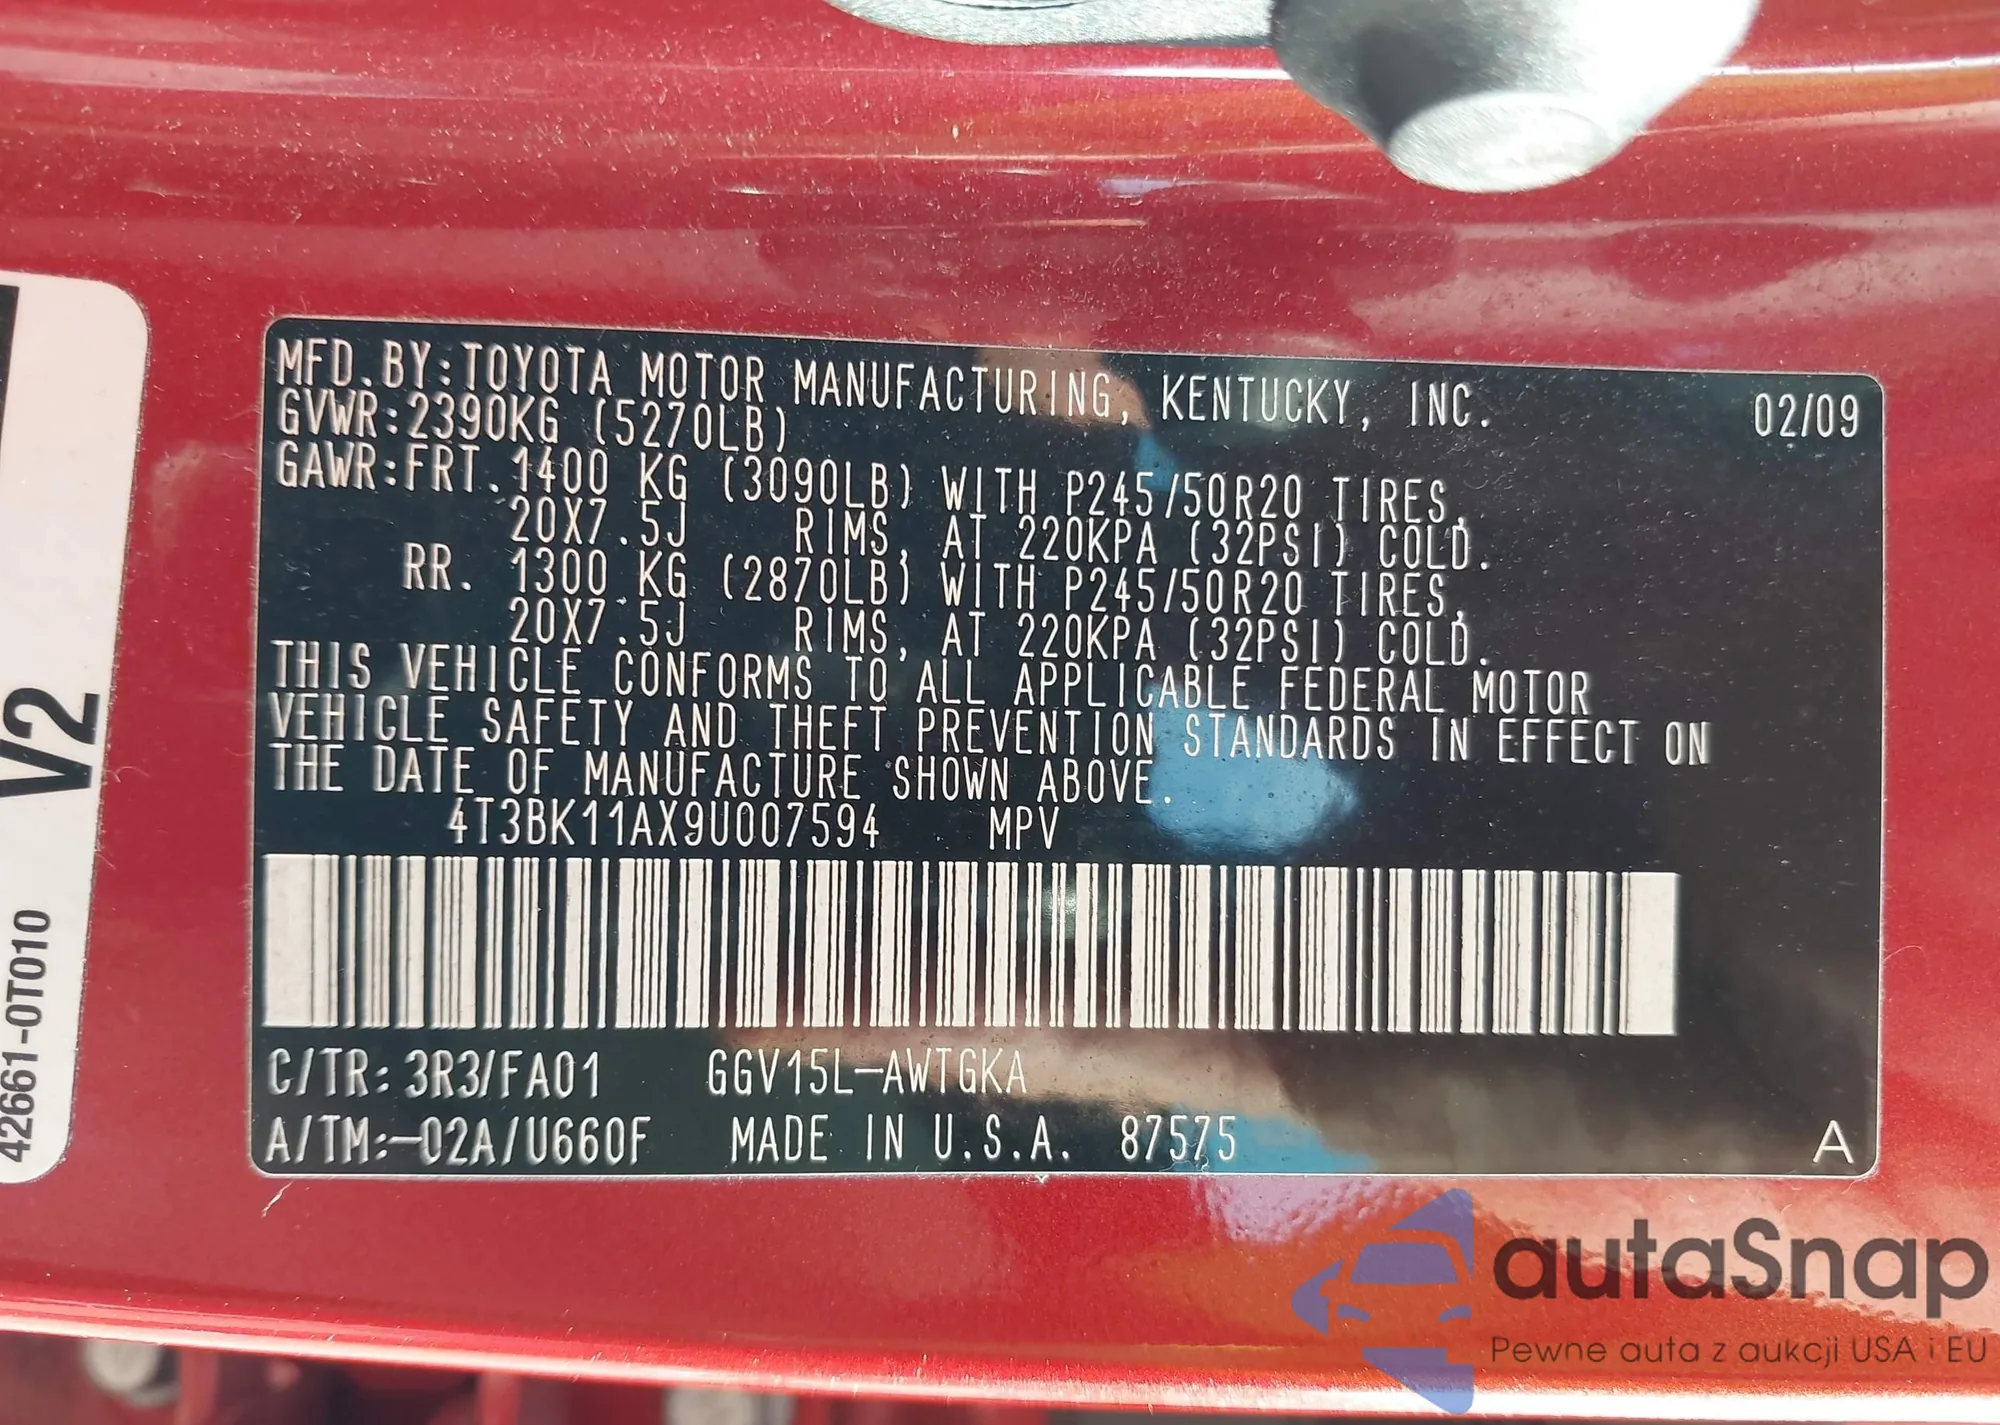 MFD. BY: TOYOTA MOTOR MANUFACTURING, KENTUCKY, INC. 02/09
GVWR: 2390KG (5270LB)
GAWR: FRT. 1400 KG (3090LB) WITH P245/50R20 TIRES,
20X7.5J RIMS, AT 220KPA (32PSI) COLD.
RR. 1300 KG (2870LB) WITH P245/50R20 TIRES,
20X7.5J RIMS, AT 220KPA (32PSI) COLD.
THIS VEHICLE CONFORMS TO ALL APPLICABLE FEDERAL MOTOR
VEHICLE SAFETY AND THEFT PREVENTION STANDARDS IN EFFECT ON
THE DATE OF MANUFACTURE SHOWN ABOVE.
4T3BK11AX9U007594 MPV
C/TR: 3R3/FA01 GGV15L-AWTGKA
A/TM:-02A/U660F MADE IN U.S.A. 87575 A
V2
42661-0T010
autaSnap
Pewne auta z aukcji USA i EU